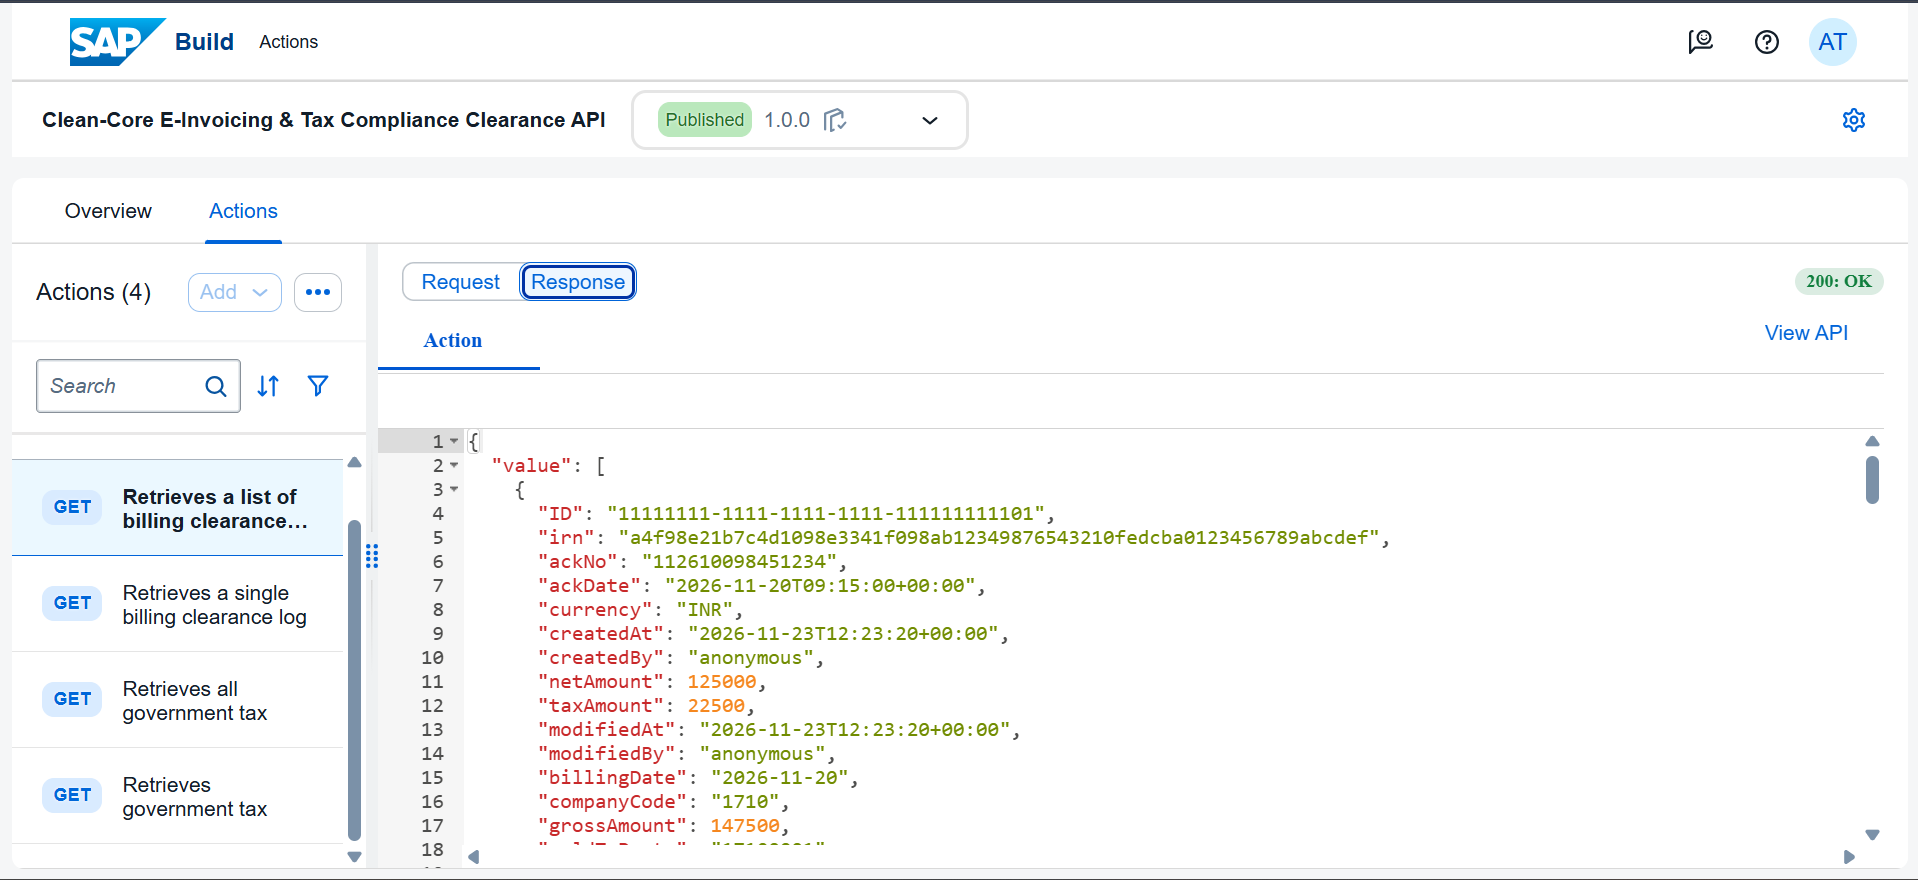 SAP Build Actions AT
Clean-Core E-Invoicing & Tax Compliance Clearance API Published 1.0.0
Overview Actions
Actions (4) Add
Request Response 200: OK
Action View API
Search
GET Retrieves a list of
billing clearance...
GET Retrieves a single
billing clearance log
GET Retrieves all
government tax
GET Retrieves
government tax
1 {
2 "value": [
3 {
4 "ID": "11111111-1111-1111-1111-111111111101",
5 "irn": "a4f98e21b7c4d1098e3341f098ab12349876543210fedcba0123456789abcdef",
6 "ackNo": "112610098451234",
7 "ackDate": "2026-11-20T09:15:00+00:00",
8 "currency": "INR",
9 "createdAt": "2026-11-23T12:23:20+00:00",
10 "createdBy": "anonymous",
11 "netAmount": 125000,
12 "taxAmount": 22500,
13 "modifiedAt": "2026-11-23T12:23:20+00:00",
14 "modifiedBy": "anonymous",
15 "billingDate": "2026-11-20",
16 "companyCode": "1710",
17 "grossAmount": 147500,
18